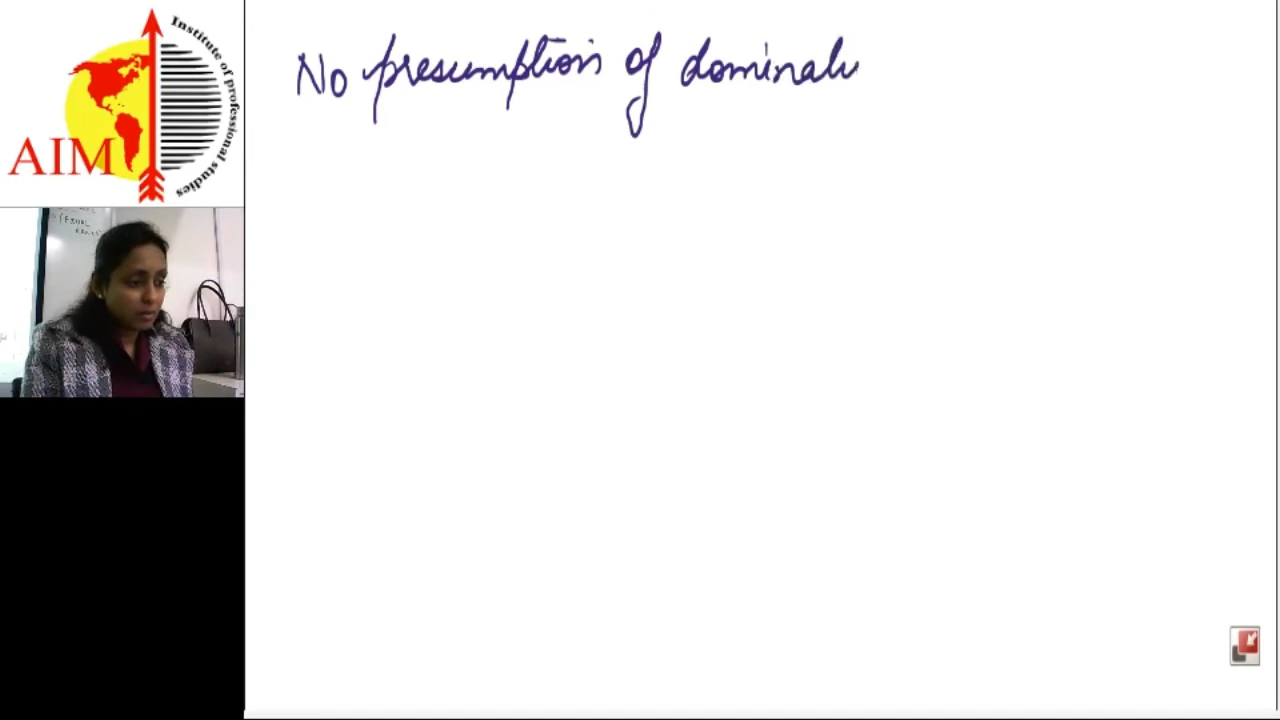 No presumption of dominati
AIM
Institute of professional studies